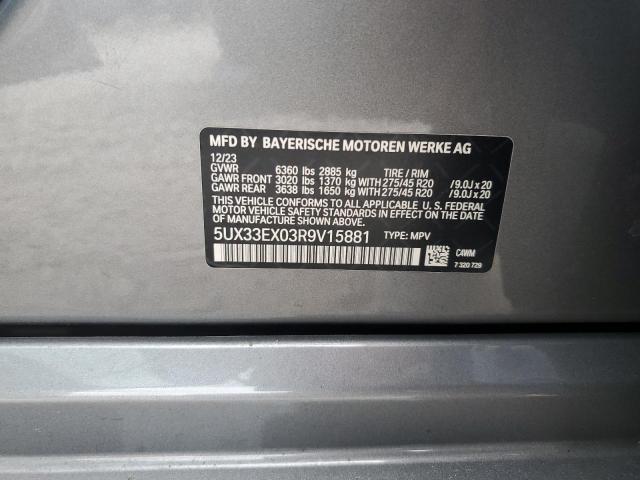 MFD BY BAYERISCHE MOTOREN WERKE AG
12/23
GVWR 6360 lbs 2885 kg TIRE / RIM
GAWR FRONT 3020 lbs 1370 kg WITH 275/45 R20 /9.0J x 20
GAWR REAR 3638 lbs 1650 kg WITH 275/45 R20 /9.0J x 20
THIS VEHICLE CONFORMS TO ALL APPLICABLE U. S. FEDERAL
MOTOR VEHICLE SAFETY STANDARDS IN EFFECT ON THE DATE
OF MANUFACTURE SHOWN ABOVE.
5UX33EX03R9V15881 TYPE: MPV
C4WM
7 320 729